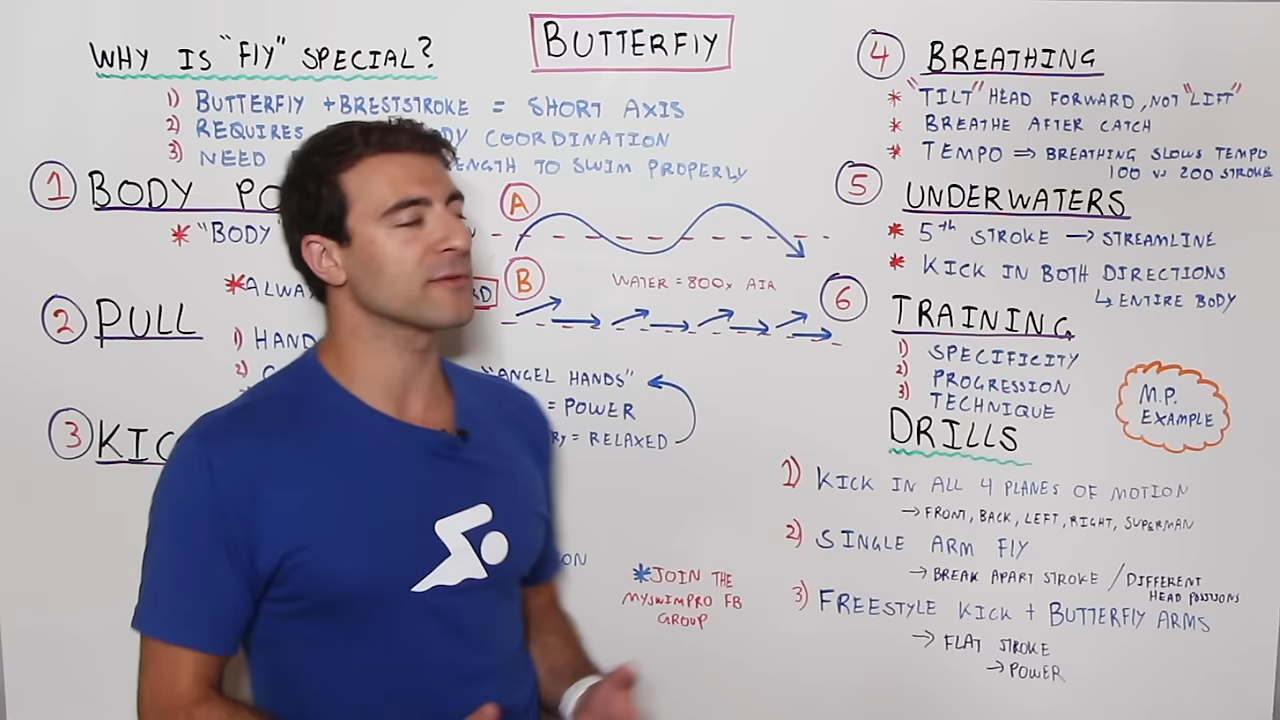 BUTTERFLY
WHY IS "FLY" SPECIAL?
1) BUTTERFLY + BRESTSTROKE = SHORT AXIS
2) REQUIRES DY COORDINATION
3) NEED ENGTH TO SWIM PROPERLY
1 BODY PO
* "BODY"
*ALWA
A
B
WATER = 800x AIR
2 PULL
1) HAND
2)
"ANGEL HANDS"
= POWER
RY = RELAXED
3 KIC
ON
*JOIN THE
MYSWIMPRO FB
GROUP
4 BREATHING
* "TILT" HEAD FORWARD, NOT "LIFT"
* BREATHE AFTER CATCH
* TEMPO ⇒ BREATHING SLOWS TEMPO
100 vs 200 STROKE
5 UNDERWATERS
* 5th STROKE → STREAMLINE
* KICK IN BOTH DIRECTIONS
↳ ENTIRE BODY
6 TRAINING
1) SPECIFICITY
2) PROGRESSION
3) TECHNIQUE
M.P.
EXAMPLE
DRILLS
1) KICK IN ALL 4 PLANES OF MOTION
→ FRONT, BACK, LEFT, RIGHT, SUPERMAN
2) SINGLE ARM FLY
→ BREAK APART STROKE / DIFFERENT
HEAD POSITIONS
3) FREESTYLE KICK + BUTTERFLY ARMS
→ FLAT STROKE
→ POWER